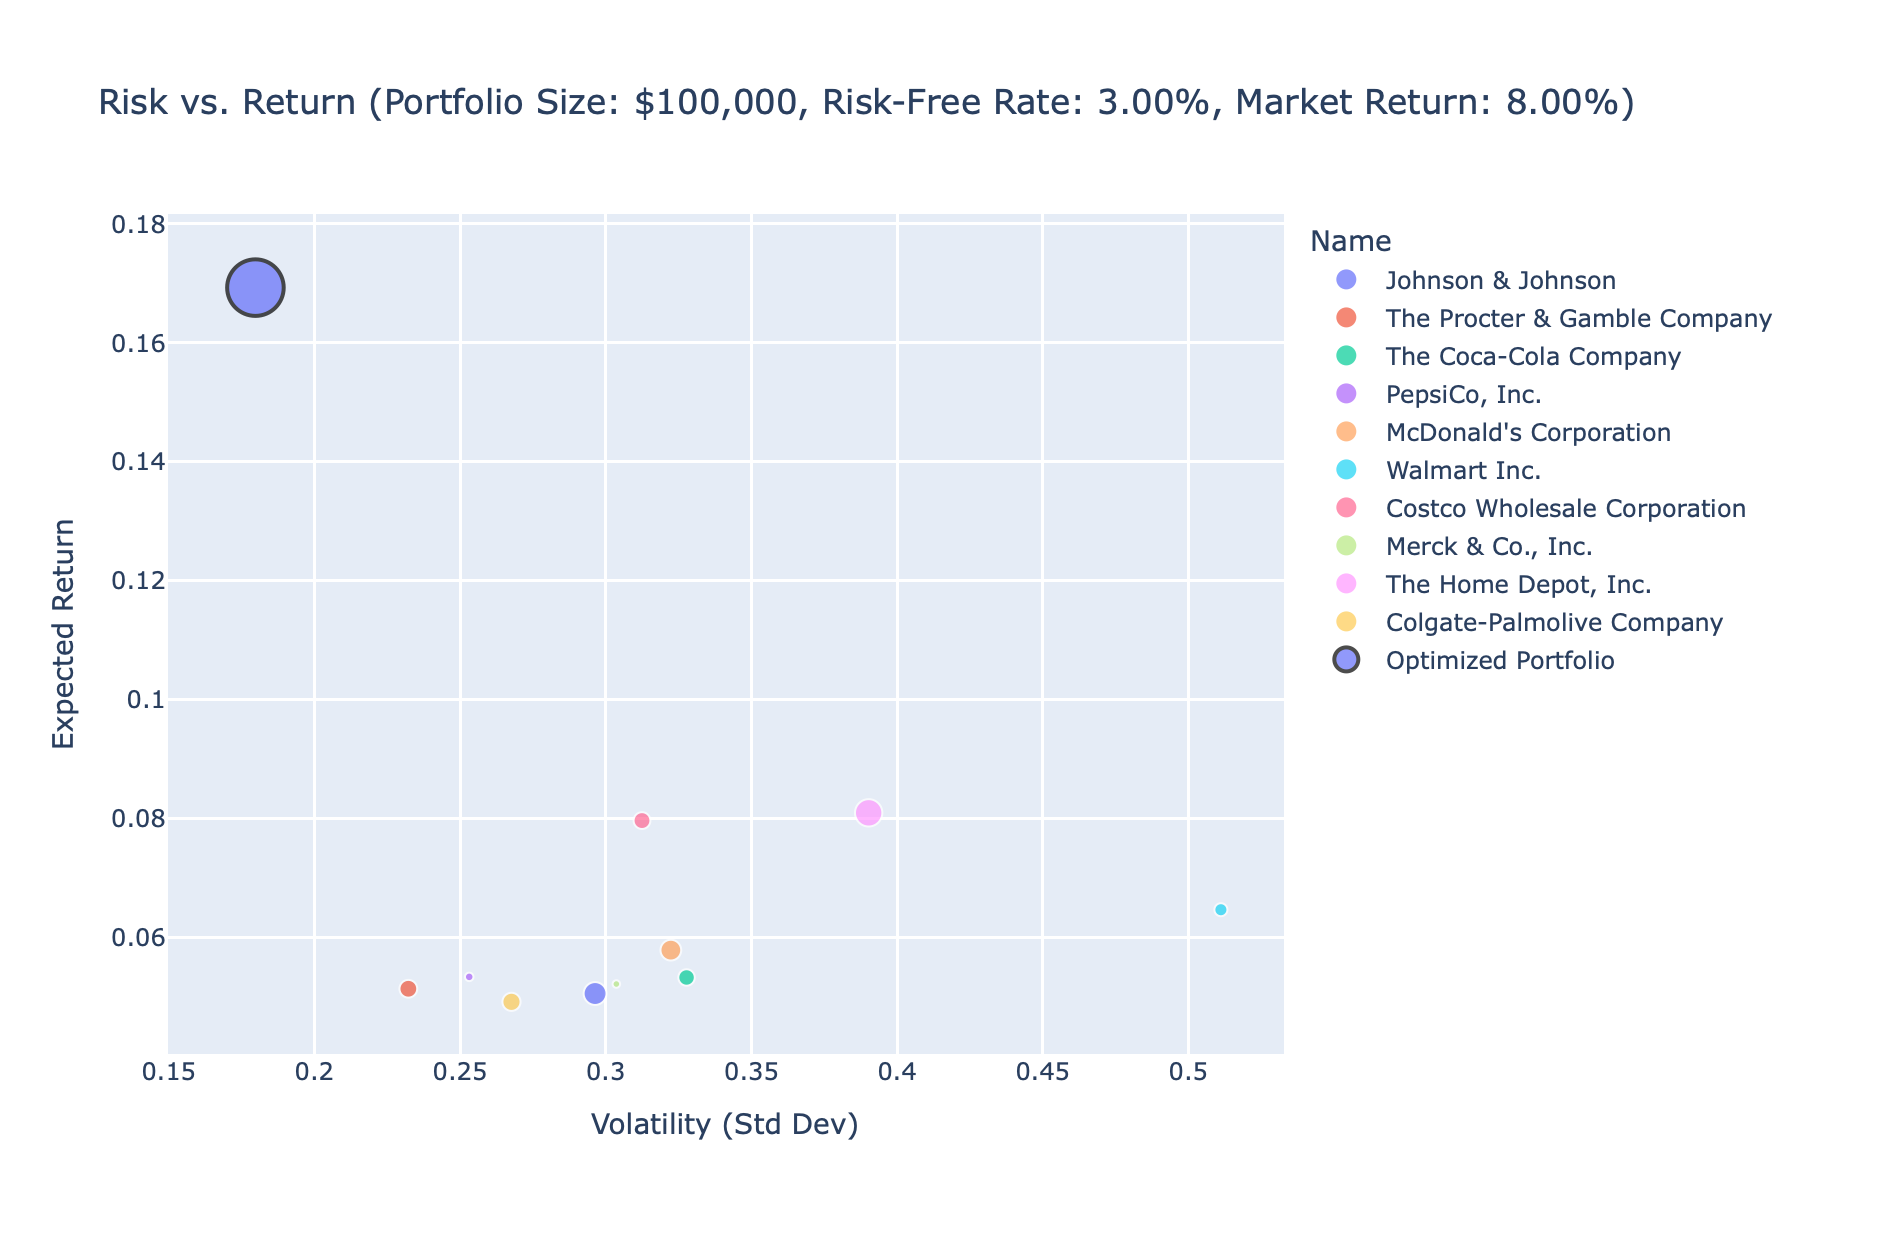 Risk vs. Return (Portfolio Size: $100,000, Risk-Free Rate: 3.00%, Market Return: 8.00%)
0.18
0.16
0.14
0.12
0.1
0.08
0.06
Expected Return
0.15
0.2
0.25
0.3
0.35
0.4
0.45
0.5
Volatility (Std Dev)
Name
Johnson & Johnson
The Procter & Gamble Company
The Coca-Cola Company
PepsiCo, Inc.
McDonald's Corporation
Walmart Inc.
Costco Wholesale Corporation
Merck & Co., Inc.
The Home Depot, Inc.
Colgate-Palmolive Company
Optimized Portfolio